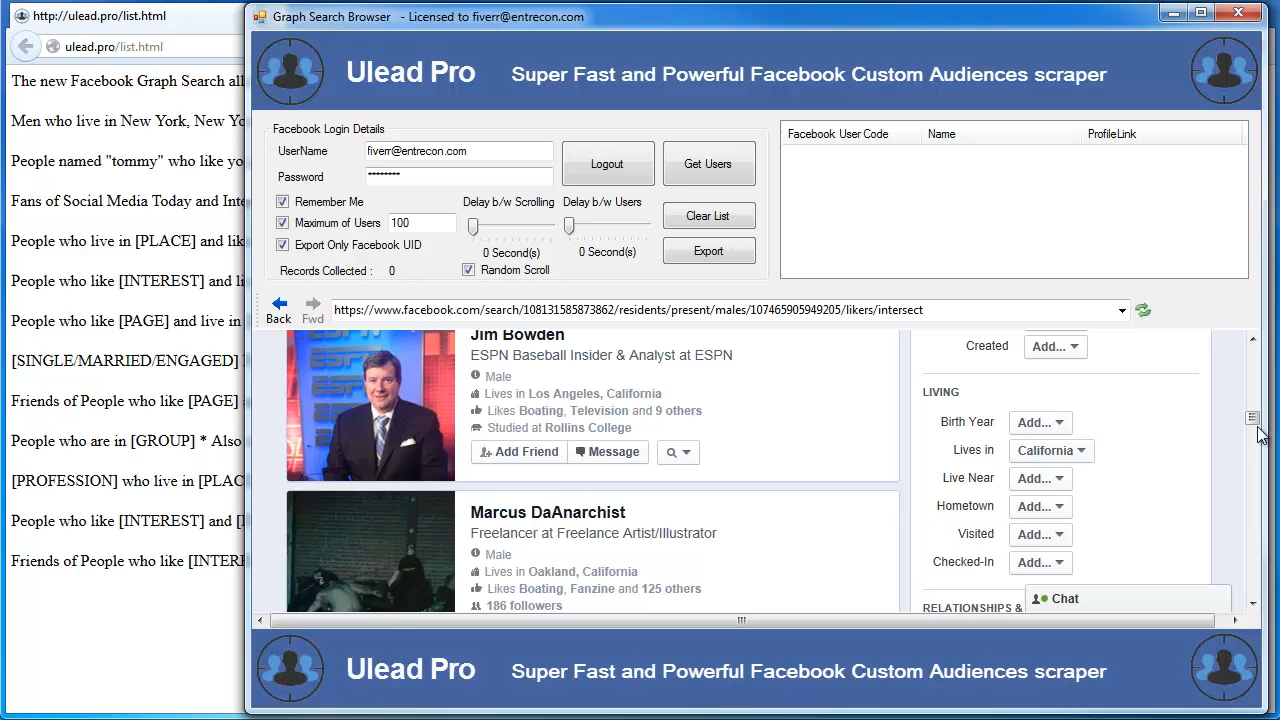 http://ulead.pro/list.html
ulead.pro/list.html
The new Facebook Graph Search all
Men who live in New York, New Yo
People named "tommy" who like yo
Fans of Social Media Today and Inte
People who live in [PLACE] and lik
People who like [INTEREST] and li
People who like [PAGE] and live in
[SINGLE/MARRIED/ENGAGED]
Friends of People who like [PAGE] a
People who are in [GROUP] * Also
[PROFESSION] who live in [PLAC
People who like [INTEREST] and [
Friends of People who like [INTER
Graph Search Browser - Licensed to fiverr@entrecon.com
Ulead Pro Super Fast and Powerful Facebook Custom Audiences scraper
Facebook Login Details
UserName fiverr@entrecon.com
Password ********
Logout Get Users
Remember Me Delay b/w Scrolling Delay b/w Users
Maximum of Users 100 Clear List
Export Only Facebook UID
0 Second(s) 0 Second(s) Export
Records Collected : 0 Random Scroll
Facebook User Code Name ProfileLink
Back Fwd https://www.facebook.com/search/108131585873862/residents/present/males/107465905949205/likers/intersect
Jim Bowden
ESPN Baseball Insider & Analyst at ESPN
Male
Lives in Los Angeles, California
Likes Boating, Television and 9 others
Studied at Rollins College
Add Friend Message
Marcus DaAnarchist
Freelancer at Freelance Artist/Illustrator
Male
Lives in Oakland, California
Likes Boating, Fanzine and 125 others
186 followers
Created Add...
LIVING
Birth Year Add...
Lives in California
Live Near Add...
Hometown Add...
Visited Add...
Checked-In Add...
RELATIONSHIPS &
Chat
Ulead Pro Super Fast and Powerful Facebook Custom Audiences scraper